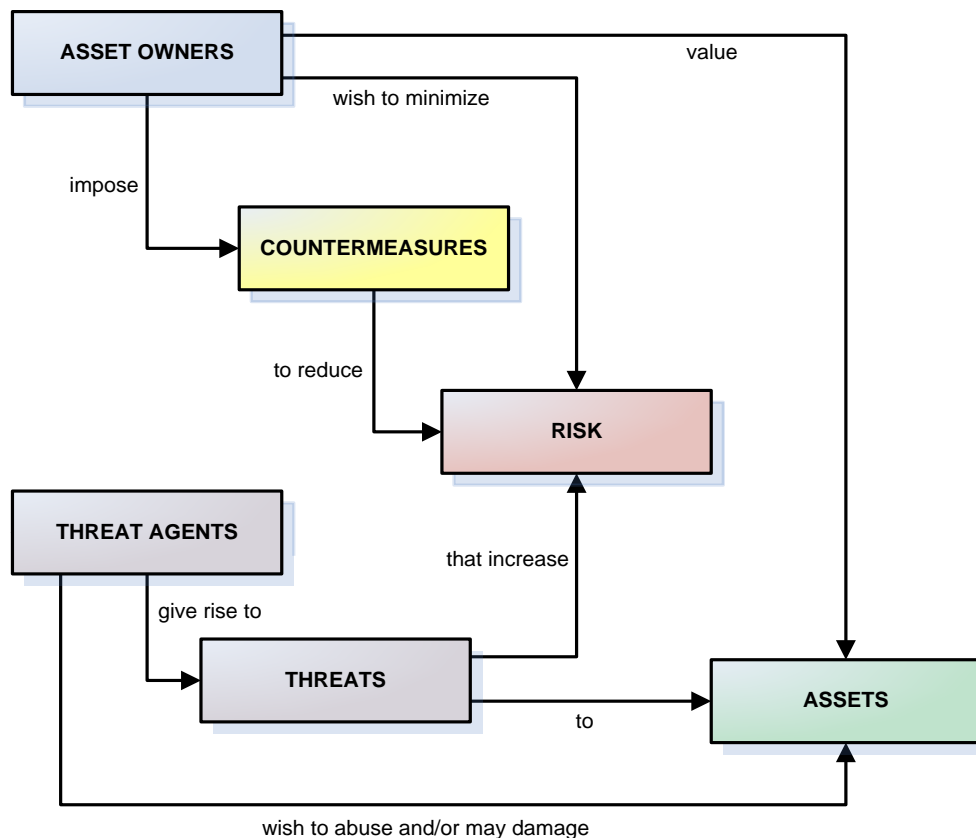 ASSET OWNERS
value
wish to minimize
impose
COUNTERMEASURES
to reduce
RISK
THREAT AGENTS
that increase
give rise to
THREATS
ASSETS
to
wish to abuse and/or may damage